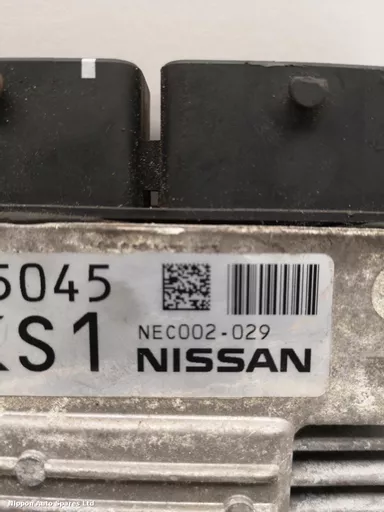 5045
NEC002-029
S1 NISSAN
Nippon Auto Spares Ltd